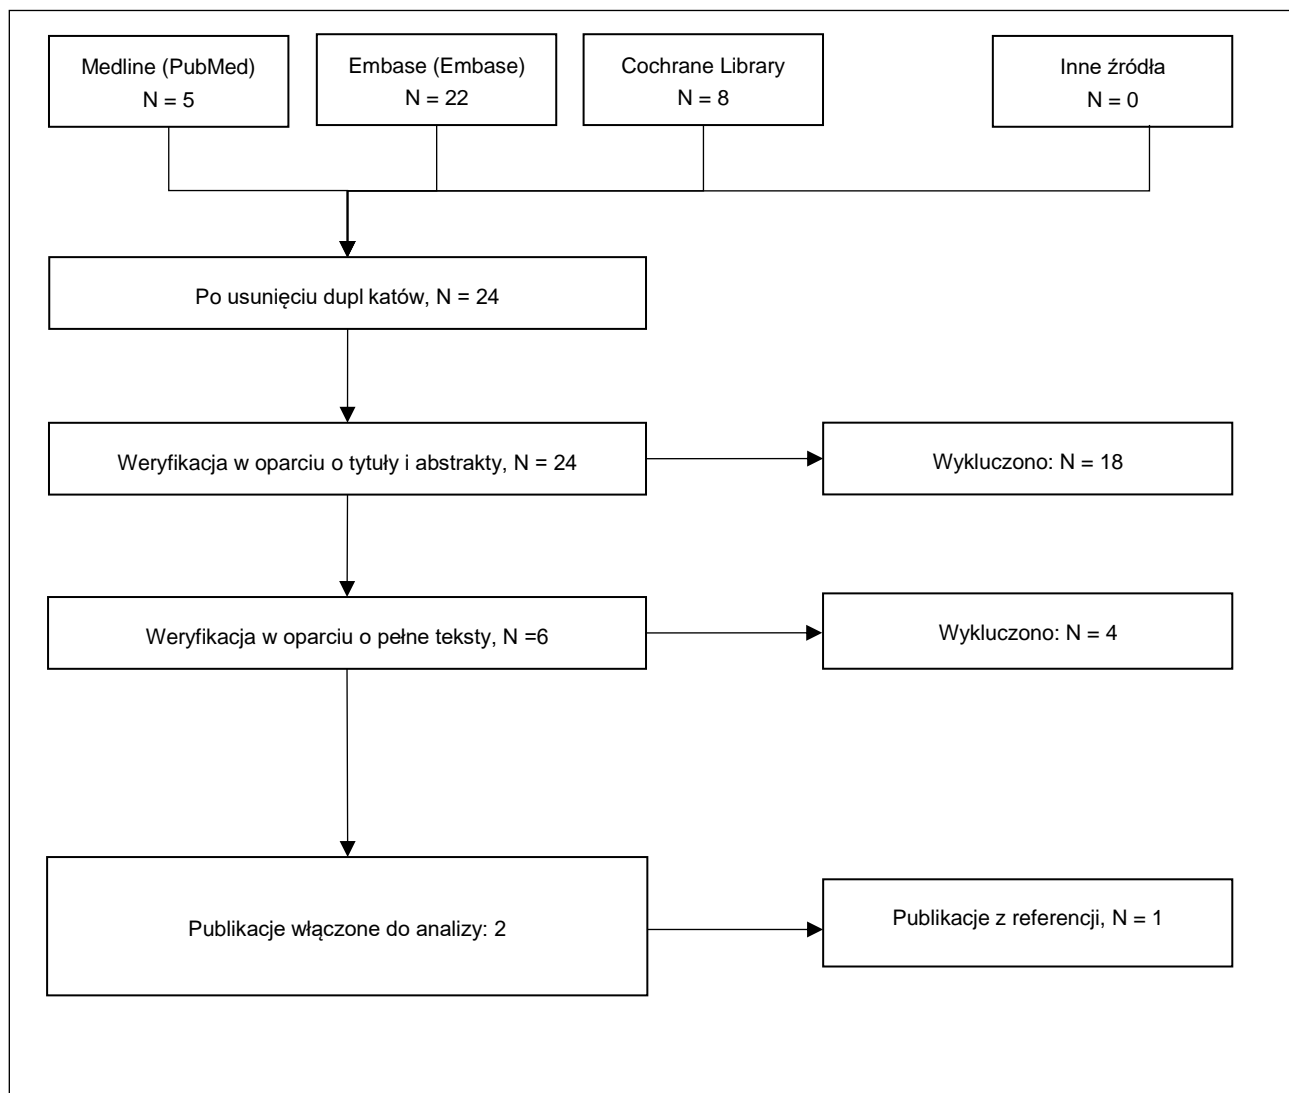 Medline (PubMed)
N = 5
Embase (Embase)
N = 22
Cochrane Library
N = 8
Inne źródła
N = 0
Po usunięciu dupl katów, N = 24
Weryfikacja w oparciu o tytuły i abstrakty, N = 24
Wykluczono: N = 18
Weryfikacja w oparciu o pełne teksty, N =6
Wykluczono: N = 4
Publikacje włączone do analizy: 2
Publikacje z referencji, N = 1